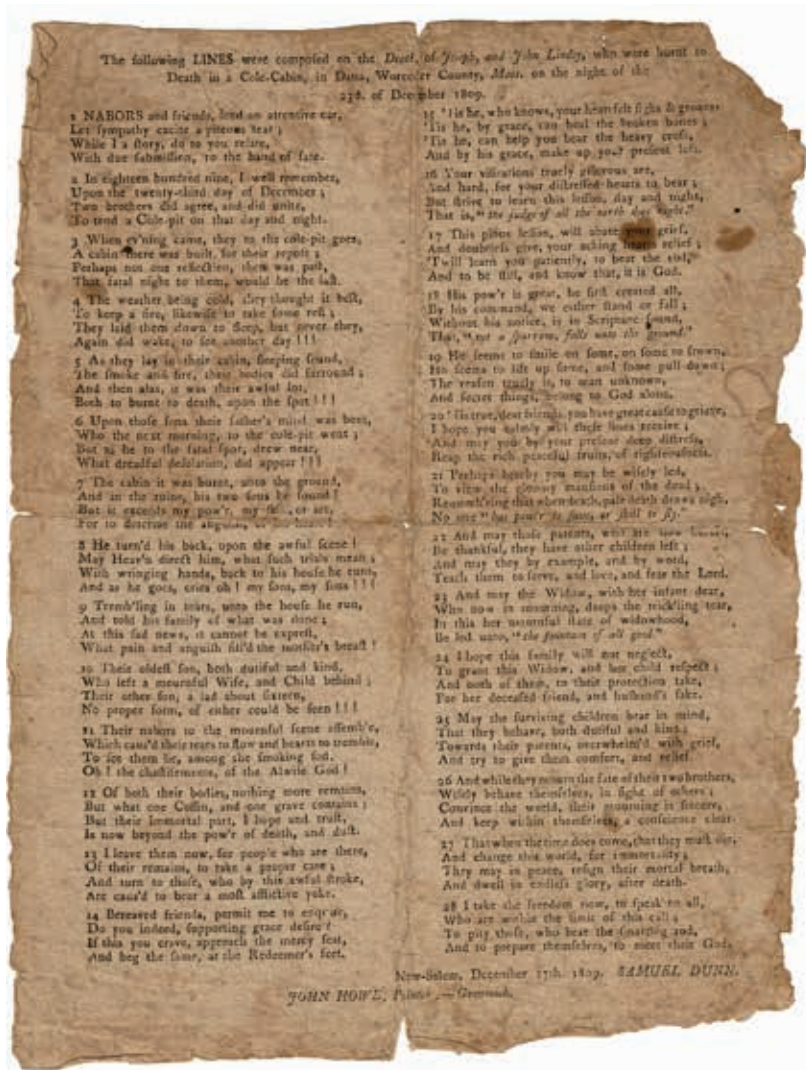 The following LINES were composed on the Death, of Joseph, and John Lindsy, who were burnt to
Death in a Cole-Cabin, in Dana, Worcester County, Mass. on the night of the
23d. of December 1809.
1 NABORS and friends, lend an attentive ear,
Let sympathy excite a piteous tear;
While I a story, do to you relate,
With due submission, to the hand of fate.
2 In eighteen hundred nine, I well remember,
Upon the twenty-third day of December;
Two brothers did agree, and did unite,
To tend a Cole-pit on that day and night.
3 When ev'ning came, they to the cole-pit goes,
A cabin there was built, for their repose;
Perhaps not one reflection, them was past,
That fatal night to them, would be the last.
4 The weather being cold, they thought it best,
To keep a fire, likewise to take some rest;
They laid them down to sleep, but never they,
Again did wake, to see another day!!!
5 As they lay in their cabin, sleeping sound,
The smoke and fire, their bodies did surround;
And then alas, it was their awful lot,
Both to burnt to death, upon the spot!!!
6 Upon those sons their father's mind was bent,
Who the next morning, to the cole-pit went;
But as he to the fatal spot, drew near,
What dreadful desolation, did appear!!!
7 The cabin it was burnt, unto the ground,
And in the ruins, his two sons he found!
But it exceeds my pow'r, my skill, or art,
For to describe the anguish, of his heart!
8 He turn'd his back, upon the awful scene!
May Heav'n direct him, what such trials mean;
With wringing hands, back to his house he runs,
And as he goes, cries oh! my sons, my sons!!!
9 Tremb'ling in tears, unto the house he run,
And told his family of what was done;
At this sad news, it cannot be exprest,
What pain and anguish fill'd the mother's breast!
10 Their oldest son, both dutiful and kind,
Who left a mournful Wife, and Child behind;
Their other son, a lad about sixteen,
No proper form, of either could be seen!!!
11 Their nabors to the mournful scene assemble,
Which caus'd their tears to flow and hearts to tremble,
To see them lie, among the smoking sod.
Oh! the chastisements, of the Alwise God!
12 Of both their bodies, nothing more remains,
But what one Coffin, and one grave contains;
But their immortal part, I hope and trust,
Is now beyond the pow'r of death, and dust.
13 I leave them now, for people who are there,
Of their remains, to take a proper care;
And turn to those, who by this awful stroke,
Are caus'd to bear a most afflictive yoke.
14 Bereaved friends, permit me to enquire,
Do you indeed, supporting grace desire?
If this you crave, approach the mercy seat,
And beg the same, at the Redeemer's feet.
15 'Tis he, who knows, your heart felt sighs & groans
'Tis he, by grace, can heal the broken bones;
'Tis he, can help you bear the heavy cross,
And by his grace, make up your present loss.
16 Your visitations truely grievous are,
And hard, for your distressed hearts to bear;
But strive to learn this lesson, day and night,
That is, "the judge of all the earth does right."
17 This pious lesson, will abate your grief,
And doubtless give, your aching hearts relief;
'Twill learn you patiently, to bear the rod,
And to be still, and know that, it is God.
18 His pow'r is great, he first created all,
By his command, we either stand or fall;
Without his notice, is in Scripture found,
That, "not a sparrow, falls unto the ground."
19 He seems to smile on some, on some to frown,
He seems to lift up some, and some pull down;
The reason truely is, to man unknown,
And secret things, belong to God alone.
20 'Tis true, dear friends, you have great cause to grieve,
I hope you calmly will these lines receive;
And may you by your present deep distress,
Reap the rich peaceful fruits, of righteousness.
21 Perhaps hereby you may be wisely led,
To view the gloomy mansions of the dead;
Rememb'ring that when death, pale death draws nigh,
No one "has pow'r to save, or skill to fly."
22 And may those parents, who are now
Be thankful, they have other children left;
And may they by example, and by word,
Teach them to serve, and love, and fear the Lord.
23 And may the Widow, with her infant dear,
Who now in mourning, drops the trick'ling tear,
In this her mournful state of widowhood,
Be led unto, "the fountain of all good."
24 I hope this family will not neglect,
To grant this Widow, and her child respect;
And both of them, to their protection take,
For her deceased friend, and husband's sake.
25 May the surviving children bear in mind,
That they behave, both dutiful and kind;
Towards their parents, overwhelm'd with grief,
And try to give them comfort, and relief.
26 And while they mourn the fate of their two brothers,
Wisely behave themselves, in sight of others;
Convince the world, their mourning is sincere,
And keep within themselves, a conscience clear.
27 That when the time does come, that they must die,
And change this world, for immortality;
They may in peace, resign their mortal breath,
And dwell in endless glory, after death.
28 I take the freedom now, to speak to all,
Who are within the limit of this call;
To pity those, who bear the smarting rod,
And to prepare themselves, to meet their God.
New-Salem, December 27th. 1809. SAMUEL DUNN.
JOHN HOWE, Printer,—Greenwich.